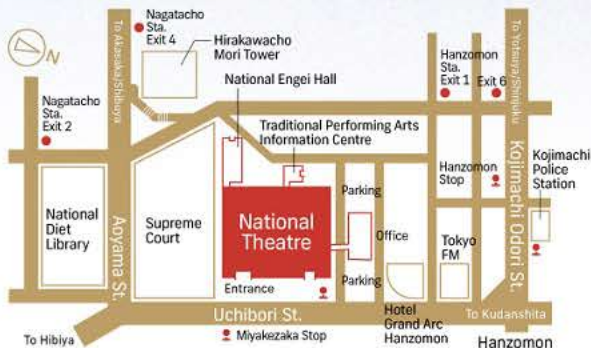 To Akasaka/Shibuya
Nagatacho
Sta.
Exit 4
Hirakawacho
Mori Tower
National Engei Hall
Hanzomon
Sta.
Exit 1
Exit 6
To Yotsuya/Shinjuku
N
Nagatacho
Sta.
Exit 2
Traditional Performing Arts
Information Centre
Hanzomon
Stop
Kojimachi
Police
Station
Kojimachi Odori St.
National
Diet
Library
Aoyama St.
Supreme
Court
National
Theatre
Parking
Office
Parking
Tokyo
FM
Entrance
Uchibori St.
Miyakezaka Stop
Hotel
Grand Arc
Hanzomon
To Kudanshita
To Hibiya
Hanzomon